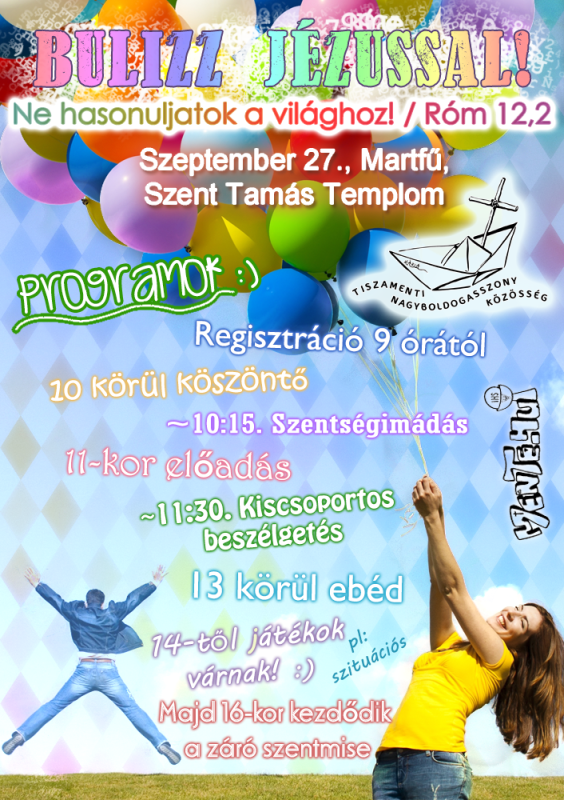 BULIZZ JÉZUSSAL!
Ne hasonuljatok a világhoz! / Róm 12,2
Szeptember 27., Martfű,
Szent Tamás Templom
TISZAMENTI
NAGYBOLDOGASSZONY
KÖZÖSSÉG
Programok :)
Regisztráció 9 órától
10 körül köszöntő
~10:15. Szentségimádás
11-kor előadás
~11:30. Kiscsoportos
beszélgetés
13 körül ebéd
14-től játékok
várnak! :)
pl:
szituációs
Majd 16-kor kezdődik
a záró szentmise